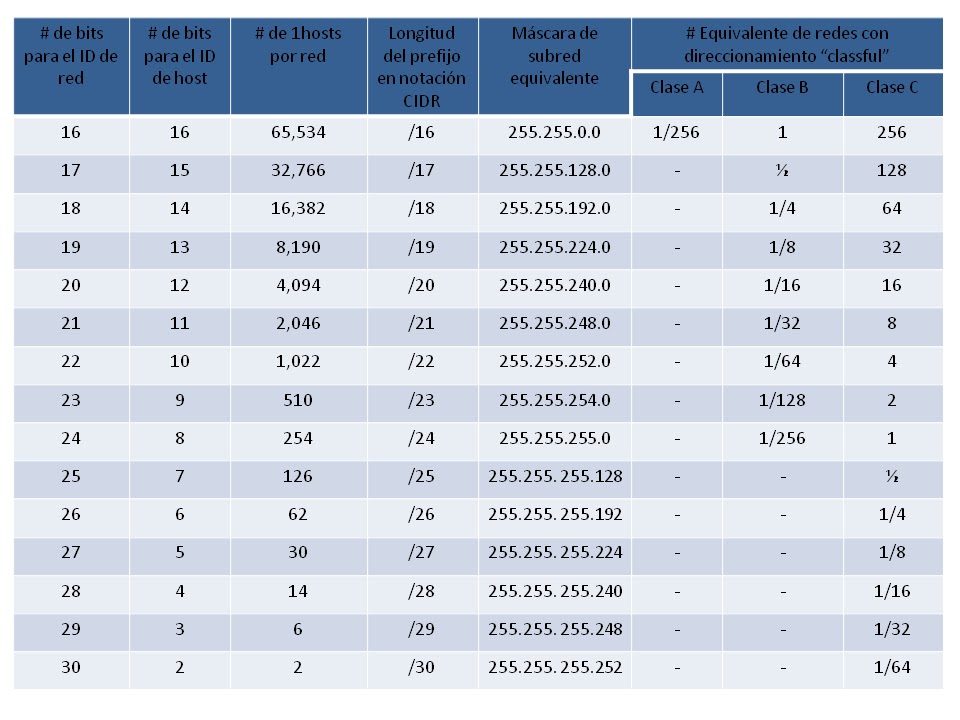 # de bits para el ID de red
# de bits para el ID de host
# de 1hosts por red
Longitud del prefijo en notación CIDR
Máscara de subred equivalente
# Equivalente de redes con direccionamiento “classful”
Clase A Clase B Clase C
16 16 65,534 /16 255.255.0.0 1/256 1 256
17 15 32,766 /17 255.255.128.0 - ½ 128
18 14 16,382 /18 255.255.192.0 - 1/4 64
19 13 8,190 /19 255.255.224.0 - 1/8 32
20 12 4,094 /20 255.255.240.0 - 1/16 16
21 11 2,046 /21 255.255.248.0 - 1/32 8
22 10 1,022 /22 255.255.252.0 - 1/64 4
23 9 510 /23 255.255.254.0 - 1/128 2
24 8 254 /24 255.255.255.0 - 1/256 1
25 7 126 /25 255.255. 255.128 - - ½
26 6 62 /26 255.255. 255.192 - - 1/4
27 5 30 /27 255.255. 255.224 - - 1/8
28 4 14 /28 255.255. 255.240 - - 1/16
29 3 6 /29 255.255. 255.248 - - 1/32
30 2 2 /30 255.255. 255.252 - - 1/64